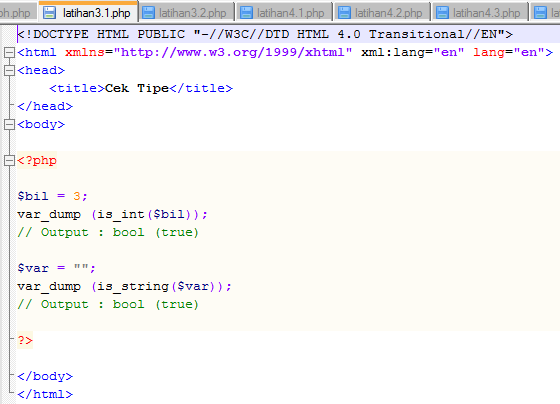 ph.php latihan3.1.php latihan3.2.php latihan4.1.php latihan4.2.php latihan4.3.php la
<!DOCTYPE HTML PUBLIC "-//W3C//DTD HTML 4.0 Transitional//EN">
<html xmlns="http://www.w3.org/1999/xhtml" xml:lang="en" lang="en">
<head>
    <title>Cek Tipe</title>
</head>
<body>
<?php
$bil = 3;
var_dump (is_int($bil));
// Output : bool (true)
$var = "";
var_dump (is_string($var));
// Output : bool (true)
?>
</body>
</html>